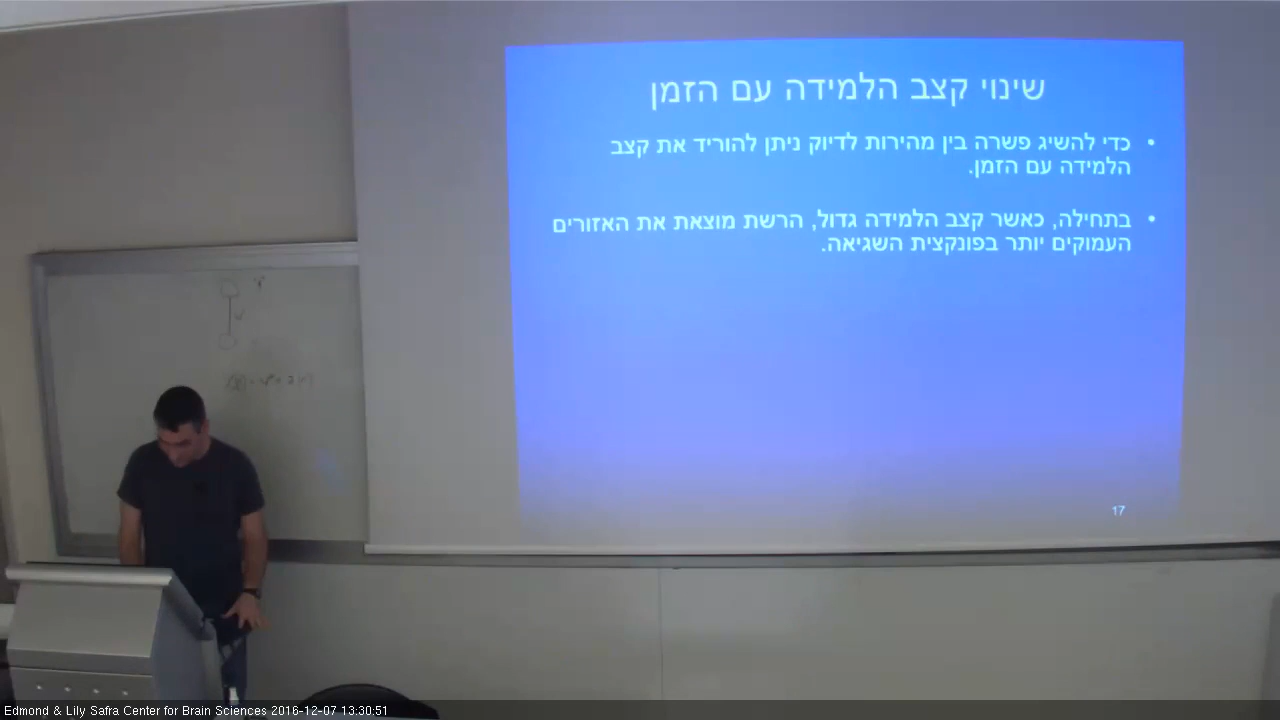 שינוי קצב הלמידה עם הזמן
• כדי להשיג פשרה בין מהירות לדיוק ניתן להוריד את קצב
הלמידה עם הזמן.
• בתחילה, כאשר קצב הלמידה גדול, הרשת מוצאת את האזורים
העמוקים יותר בפונקצית השגיאה.
17
Edmond & Lily Safra Center for Brain Sciences 2016-12-07 13:30:51